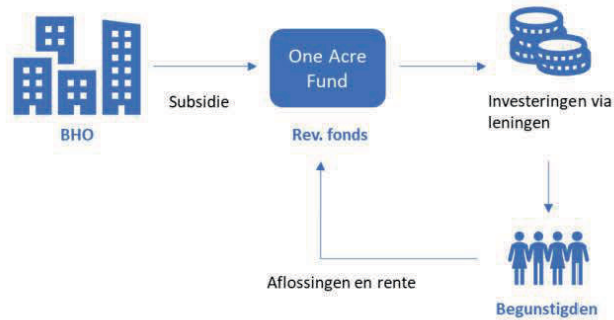 One Acre
Fund
Subsidie
Investeringen via
leningen
BHO
Rev. fonds
Aflossingen en rente
Begunstigden